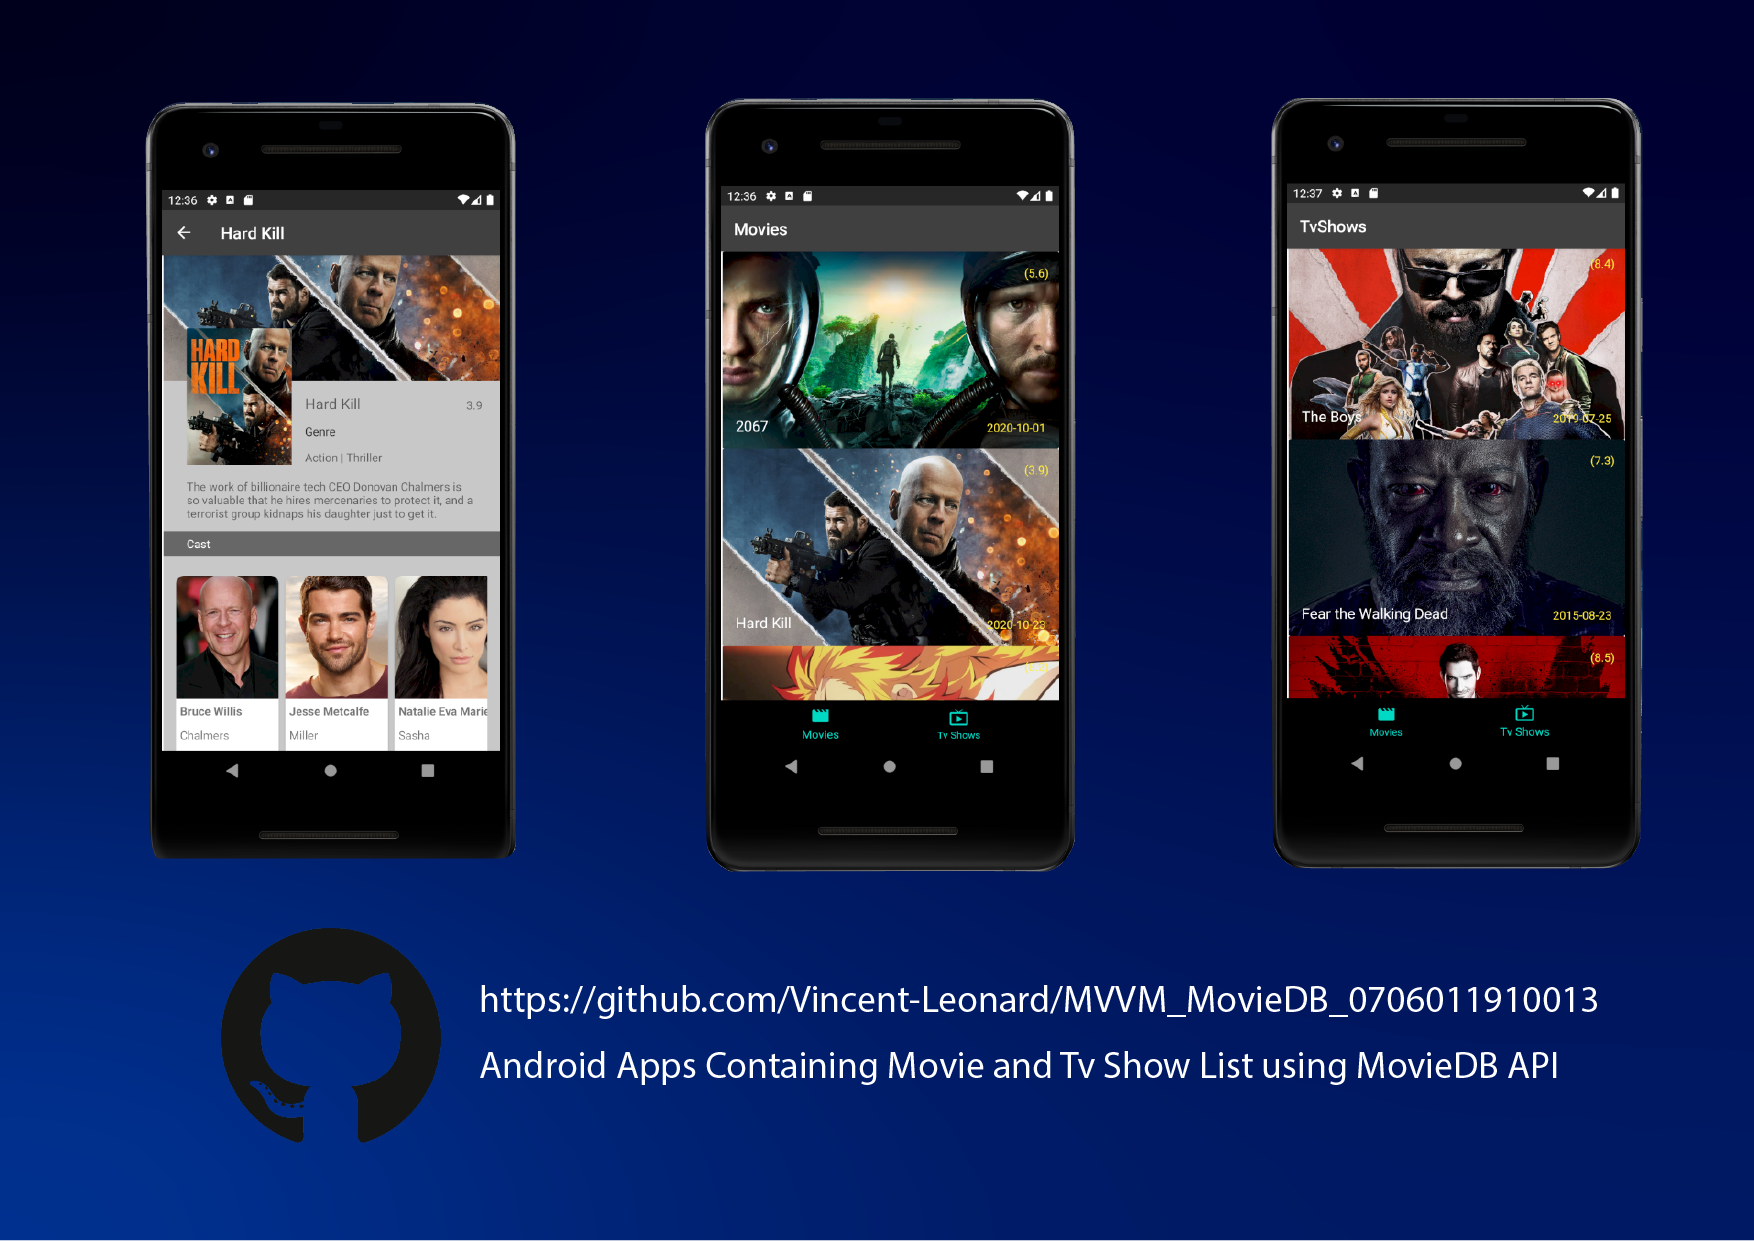 12:36
Hard Kill
HARD
KILL
Hard Kill 3.9
Genre
Action | Thriller
The work of billionaire tech CEO Donovan Chalmers is
so valuable that he hires mercenaries to protect it, and a
terrorist group kidnaps his daughter just to get it.
Cast
Bruce Willis Jesse Metcalfe Natalie Eva Marie
Chalmers Miller Sasha
12:36
Movies
(5.6)
2067 2020-10-01
(3.9)
Hard Kill 2020-10-23
Movies Tv Shows
12:37
TvShows
(8.4)
The Boys 2019-07-25
(7.3)
Fear the Walking Dead 2015-08-23
(8.5)
Movies Tv Shows
https://github.com/Vincent-Leonard/MVVM_MovieDB_0706011910013
Android Apps Containing Movie and Tv Show List using MovieDB API